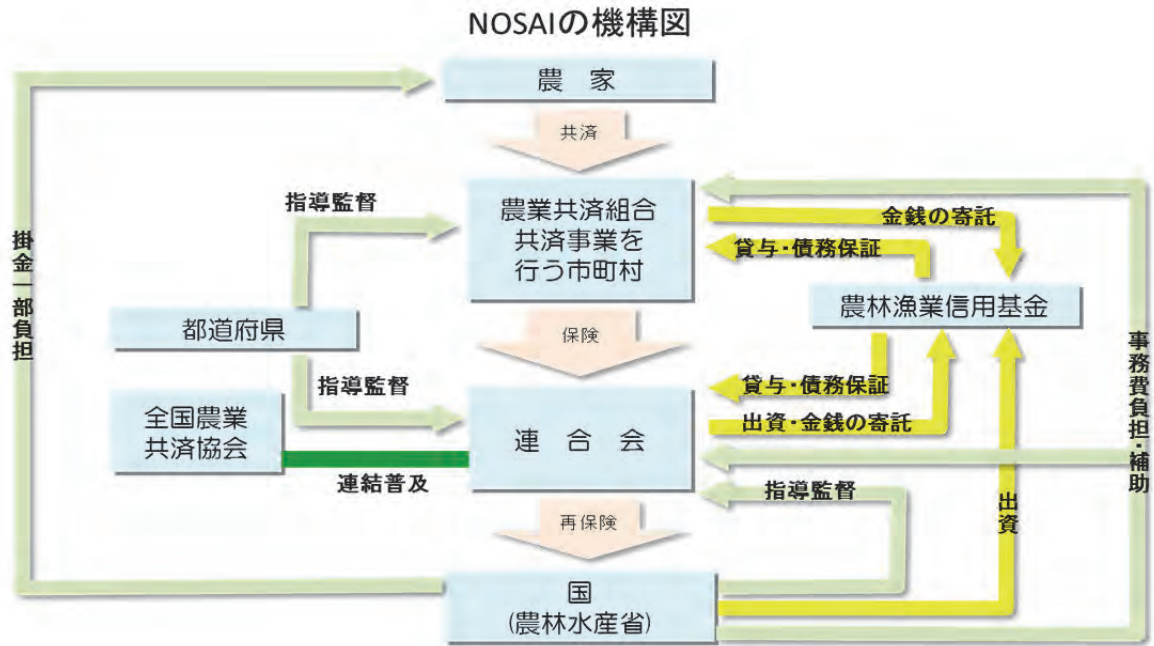 NOSAIの機構図
農 家
共済
指導監督
農業共済組合
共済事業を
行う市町村
金銭の寄託
貸与・債務保証
掛金一部負担
都道府県
保険
農林漁業信用基金
事務費負担・補助
指導監督
貸与・債務保証
全国農業
共済協会
連 合 会
出資・金銭の寄託
連結普及
指導監督
出資
再保険
国
(農林水産省)